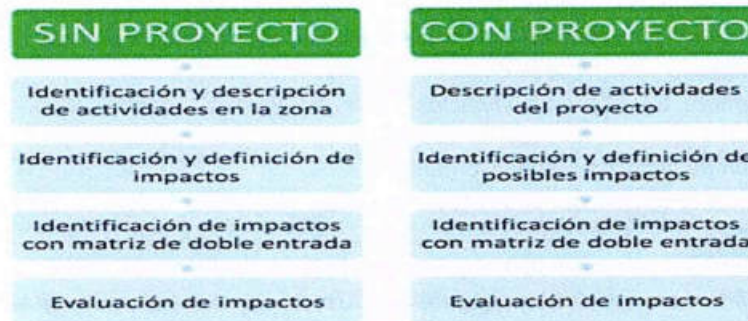 SIN PROYECTO
Identificación y descripción
de actividades en la zona
Identificación y definición de
impactos
Identificación de impactos
con matriz de doble entrada
Evaluación de impactos
CON PROYECTO
Descripción de actividades
del proyecto
Identificación y definición de
posibles impactos
Identificación de impactos
con matriz de doble entrada
Evaluación de impactos